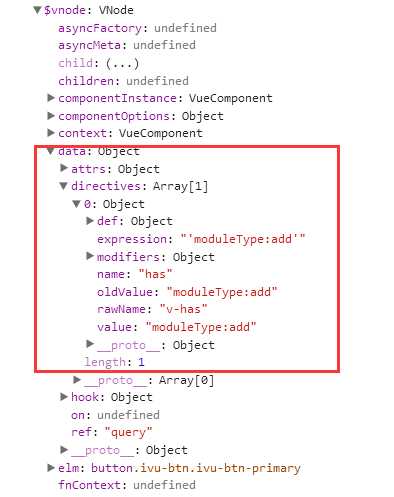 $vnode: VNode
asyncFactory: undefined
asyncMeta: undefined
child: (...)
children: undefined
componentInstance: VueComponent
componentOptions: Object
context: VueComponent
data: Object
attrs: Object
directives: Array[1]
0: Object
def: Object
expression: "'moduleType:add'"
modifiers: Object
name: "has"
oldValue: "moduleType:add"
rawName: "v-has"
value: "moduleType:add"
__proto__: Object
length: 1
__proto__: Array[0]
hook: Object
on: undefined
ref: "query"
__proto__: Object
elm: button.ivu-btn.ivu-btn-primary
fnContext: undefined